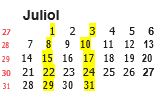 Juliol
27 1 2 3 4 5 6
28 7 8 9 10 11 12 13
29 14 15 16 17 18 19 20
30 21 22 23 24 25 26 27
31 28 29 30 31